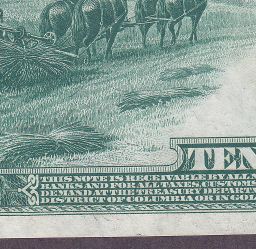 TEN
THIS NOTE IS RECEIVABLE BY ALL
BANKS AND FOR ALL TAXES, CUSTOMS
DEMAND AT THE TREASURY DEPART
DISTRICT OF COLUMBIA OR IN GOL